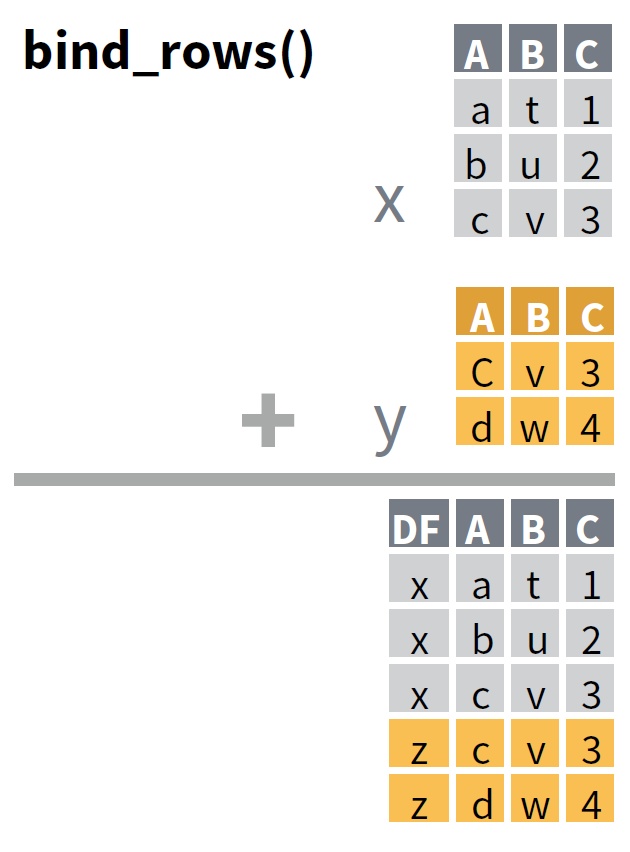 bind_rows()
A B C
a t 1
b u 2
x
c v 3
A B C
C v 3
+ y
d w 4
DF A B C
x a t 1
x b u 2
x c v 3
z c v 3
z d w 4